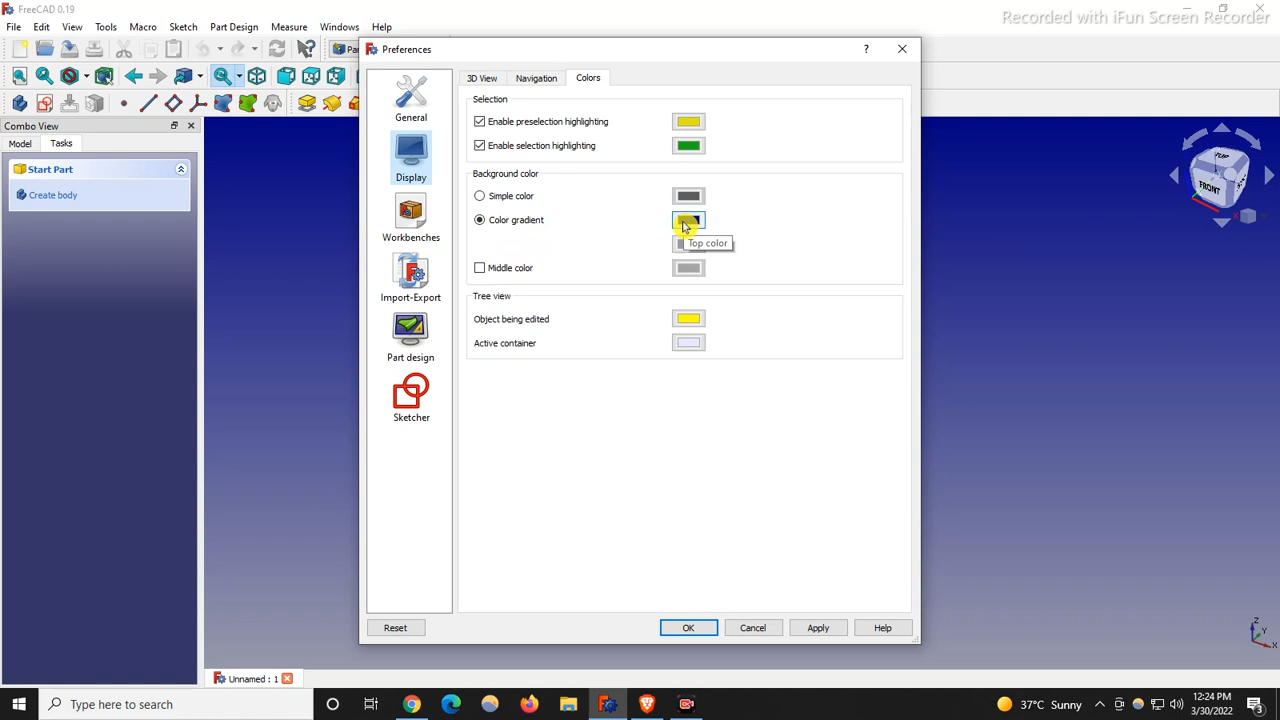 FreeCAD 0.19
Recorded with iFun Screen Recorder
File Edit View Tools Macro Sketch Part Design Measure Windows Help
Preferences
?
Combo View
Model Tasks
Start Part
Create body
General
Display
Workbenches
Import-Export
Part design
Sketcher
3D View Navigation Colors
Selection
Enable preselection highlighting
Enable selection highlighting
Background color
Simple color
Color gradient
Top color
Middle color
Tree view
Object being edited
Active container
Reset OK Cancel Apply Help
TOP
FRONT
Z
Y
X
Unnamed : 1
Type here to search
37°C Sunny
12:24 PM
3/30/2022
3